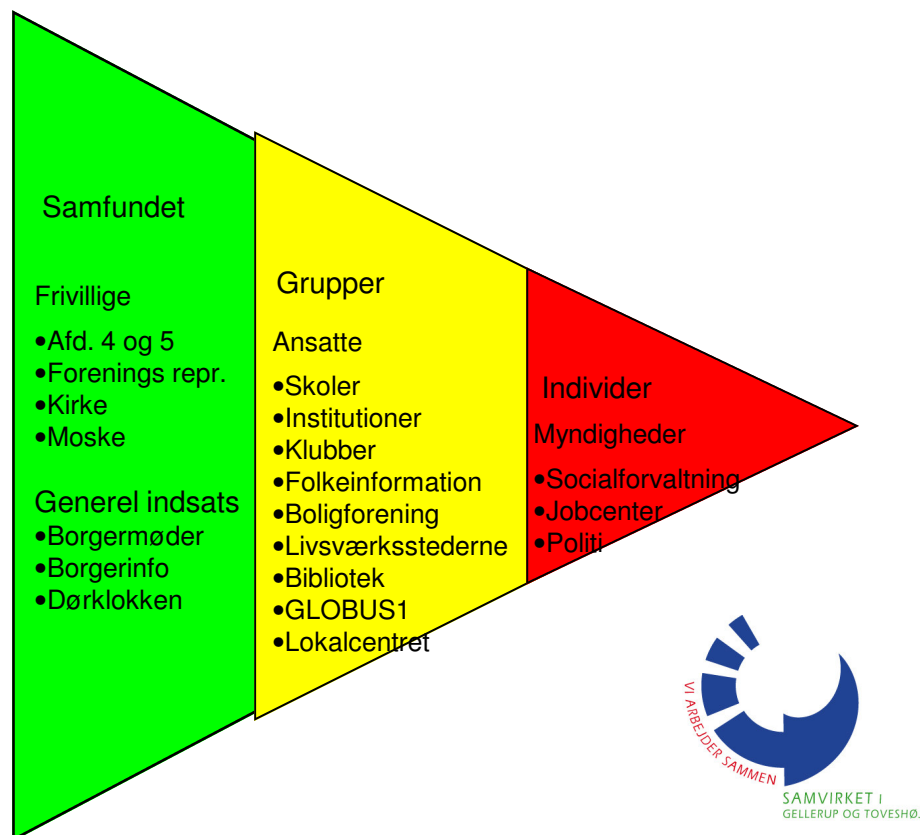 Samfundet
Frivillige
•Afd. 4 og 5
•Forenings repr.
•Kirke
•Moske
Generel indsats
•Borgermøder
•Borgerinfo
•Dørklokken
Grupper
Ansatte
•Skoler
•Institutioner
•Klubber
•Folkeinformation
•Boligforening
•Livsværksstederne
•Bibliotek
•GLOBUS1
•Lokalcentret
Individer
Myndigheder
•Socialforvaltning
•Jobcenter
•Politi
VI ARBEJDER SAMMEN
SAMVIRKET I
GELLERUP OG TOVESHØ